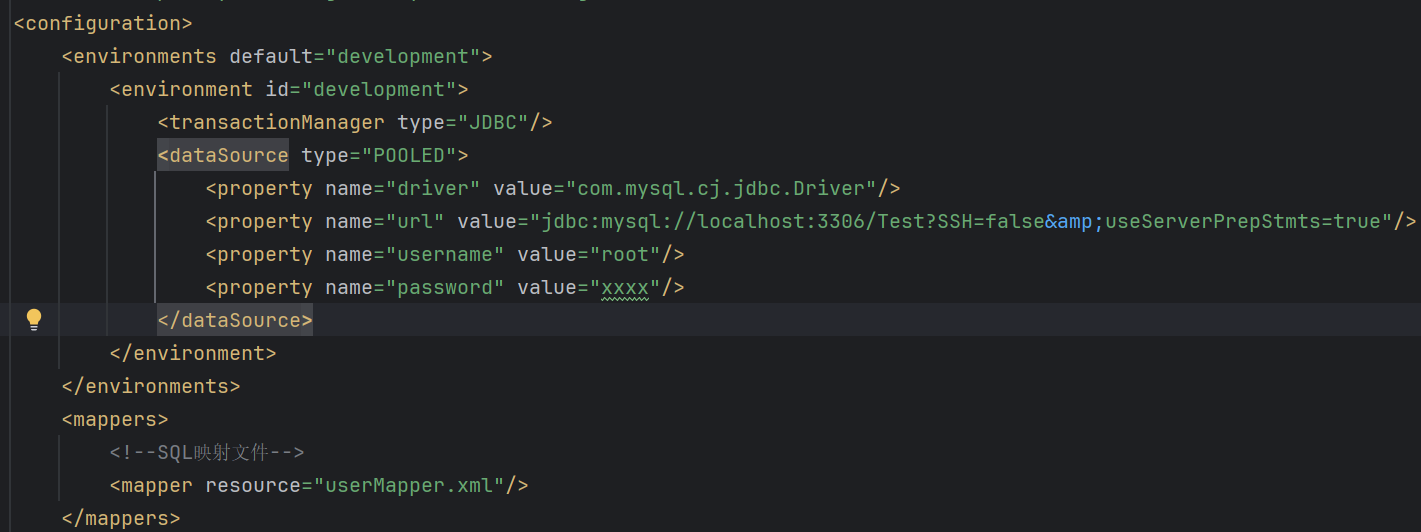 <configuration>
<environments default="development">
<environment id="development">
<transactionManager type="JDBC"/>
<dataSource type="POOLED">
<property name="driver" value="com.mysql.cj.jdbc.Driver"/>
<property name="url" value="jdbc:mysql://localhost:3306/Test?SSH=false&amp;useServerPrepStmts=true"/>
<property name="username" value="root"/>
<property name="password" value="xxxx"/>
</dataSource>
</environment>
</environments>
<mappers>
<!--SQL映射文件-->
<mapper resource="userMapper.xml"/>
</mappers>